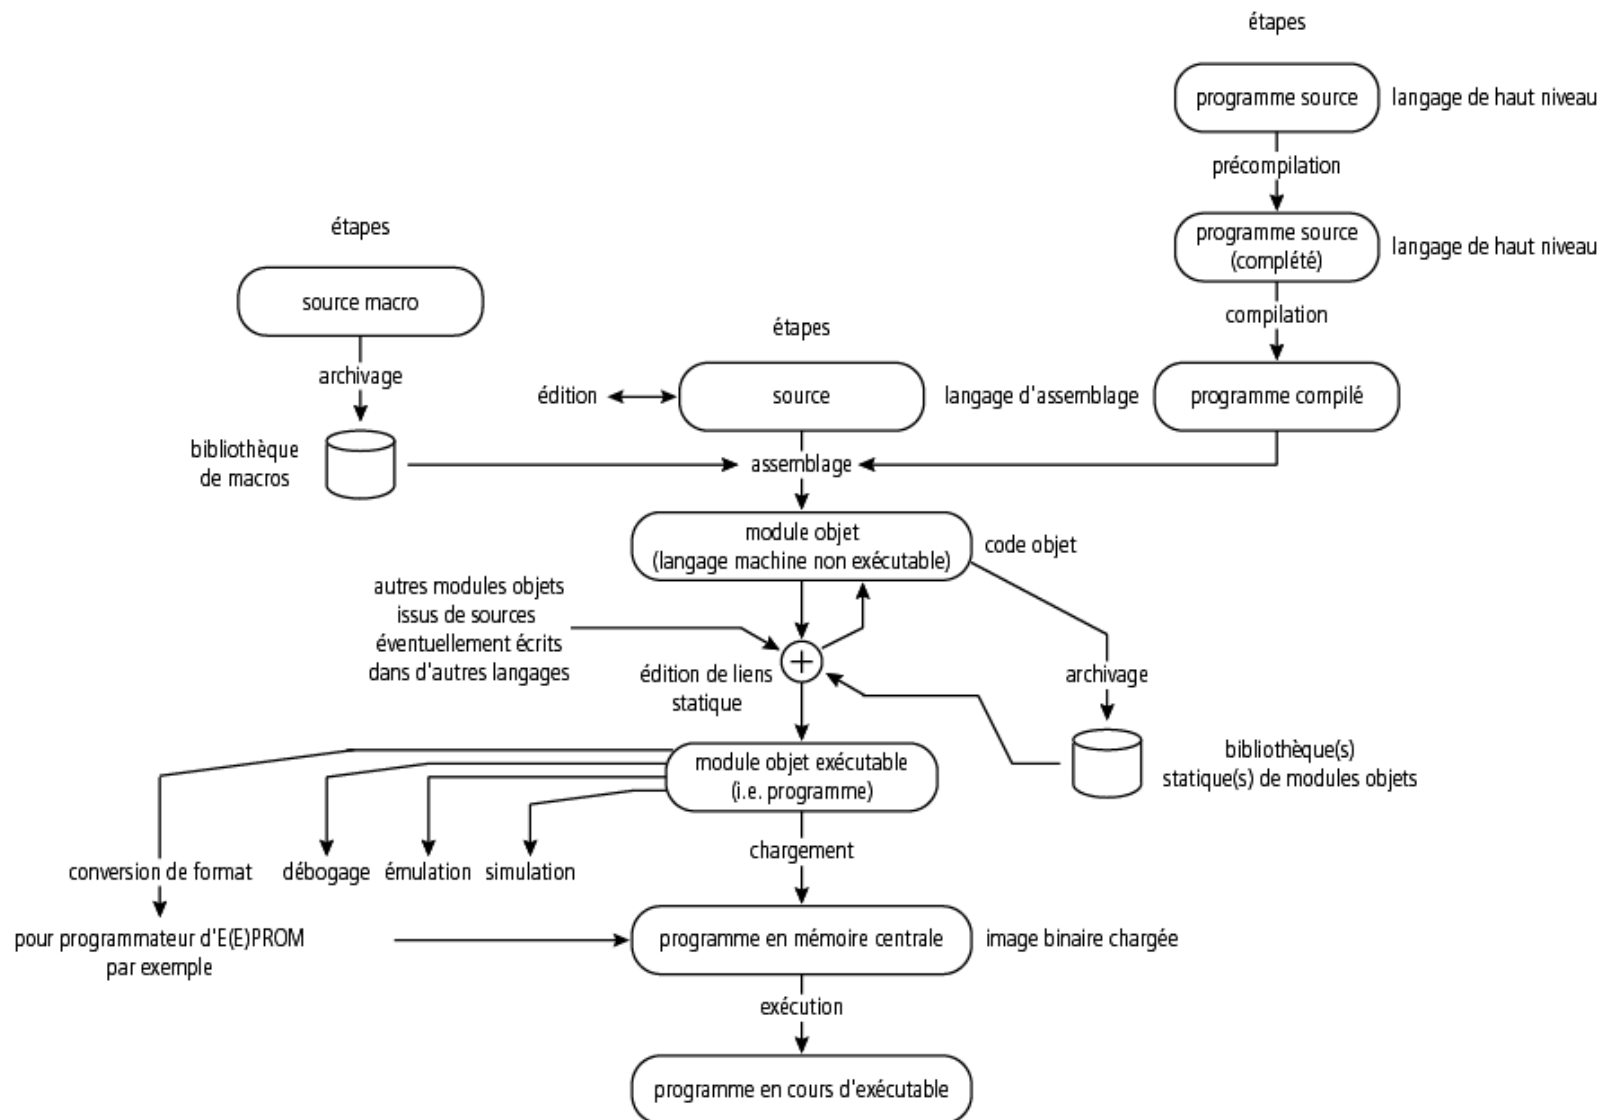 étapes
programme source
langage de haut niveau
précompilation
étapes
programme source
(complété)
langage de haut niveau
source macro
compilation
étapes
archivage
édition
source
langage d'assemblage
programme compilé
bibliothèque
de macros
assemblage
module objet
(langage machine non exécutable)
code objet
autres modules objets
issus de sources
éventuellement écrits
dans d'autres langages
édition de liens
statique
archivage
module objet exécutable
(i.e. programme)
bibliothèque(s)
statique(s) de modules objets
chargement
conversion de format
débogage
émulation
simulation
pour programmateur d'E(E)PROM
par exemple
programme en mémoire centrale
image binaire chargée
exécution
programme en cours d'exécutable